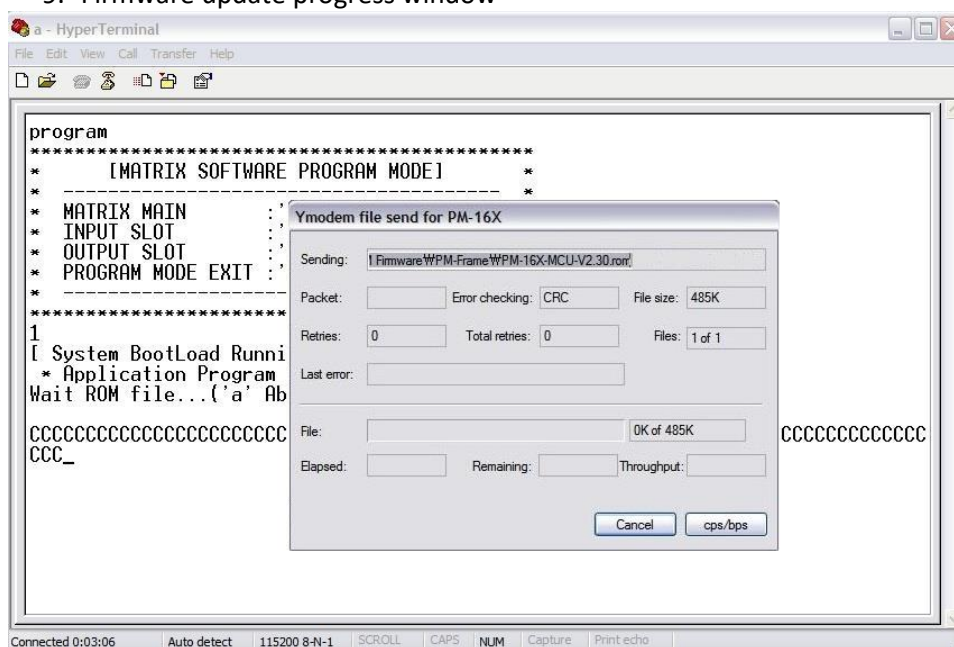 Firmware update progress window
a - HyperTerminal
File Edit View Call Transfer Help
program
*********************************************
* [MATRIX SOFTWARE PROGRAM MODE] *
* --------------------------------------- *
* MATRIX MAIN :'
* INPUT SLOT :'
* OUTPUT SLOT :'
* PROGRAM MODE EXIT :'
* --------------------
***********************
1
[ System BootLoad Runni
* Application Program
Wait ROM file...('a' Ab
CCCCCCCCCCCCCCCCCCCCCCC CCCCCCCCCCCCC
CCC_
Ymodem file send for PM-16X
Sending: Firmware₩PM-Frame₩PM-16X-MCU-V2.30.rom
Packet: Error checking: CRC File size: 485K
Retries: 0 Total retries: 0 Files: 1 of 1
Last error:
File: 0K of 485K
Elapsed: Remaining: Throughput:
Cancel cps/bps
Connected 0:03:06 Auto detect 115200 8-N-1 SCROLL CAPS NUM Capture Print echo